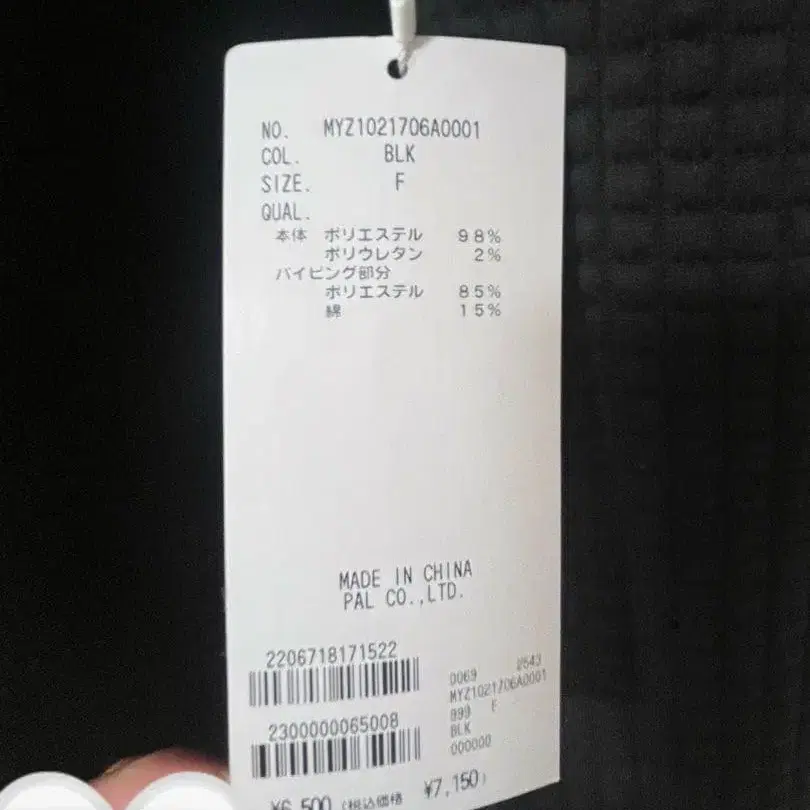 NO. MYZ1021706A0001
COL. BLK
SIZE. F
QUAL.
本体 ポリエステル 98%
ポリウレタン 2%
パイピング部分
ポリエステル 85%
綿 15%
MADE IN CHINA
PAL CO.,LTD.
2206718171522
2300000065008
0069 2543
MYZ1021706A0001
999 F
BLK
000000
¥6,500 (税込価格 ¥7,150)